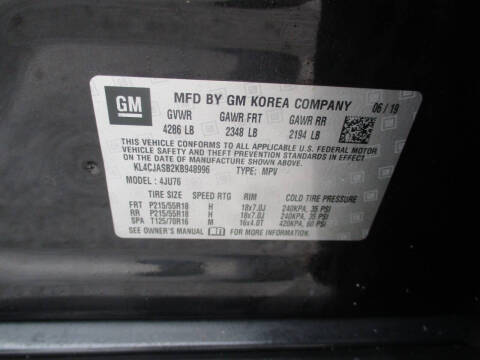 GM
MFD BY GM KOREA COMPANY 06/19
GVWR GAWR FRT GAWR RR
4286 LB 2348 LB 2194 LB
THIS VEHICLE CONFORMS TO ALL APPLICABLE U.S. FEDERAL MOTOR
VEHICLE SAFETY AND THEFT PREVENTION STANDARDS IN EFFECT ON
THE DATE OF MANUFACTURE SHOWN ABOVE.
KL4CJASB2KB948996 TYPE: MPV
MODEL: 4JU76
TIRE SIZE SPEED RTG RIM COLD TIRE PRESSURE
FRT P215/55R18 H 18x7.0J 240KPA, 35 PSI
RR P215/55R18 H 18x7.0J 240KPA, 35 PSI
SPA T125/70R16 M 16x4.0T 420KPA, 60 PSI
SEE OWNER'S MANUAL FOR MORE INFORMATION.